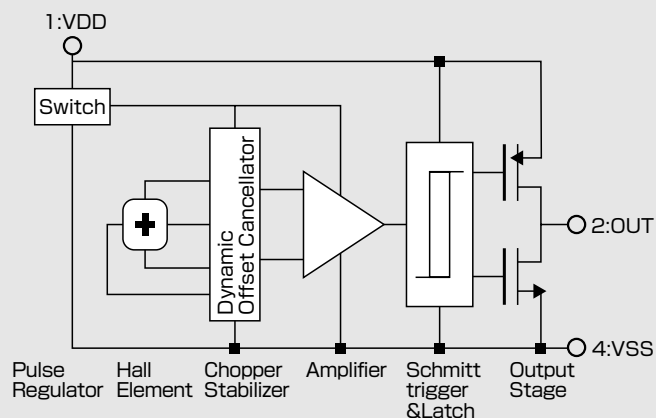 1:VDD
Switch
Dynamic
Offset Cancellator
2:OUT
4:VSS
Pulse
Regulator
Hall
Element
Chopper
Stabilizer
Amplifier
Schmitt
trigger
&Latch
Output
Stage